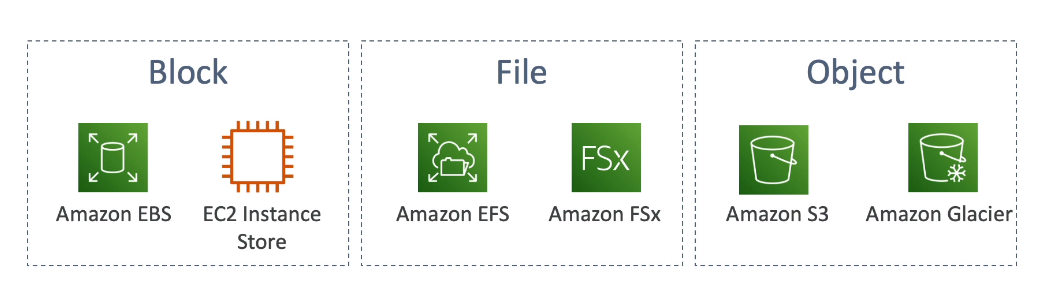 Block
File
Object
FSx
Amazon EBS
EC2 Instance
Store
Amazon EFS
Amazon FSx
Amazon S3
Amazon Glacier